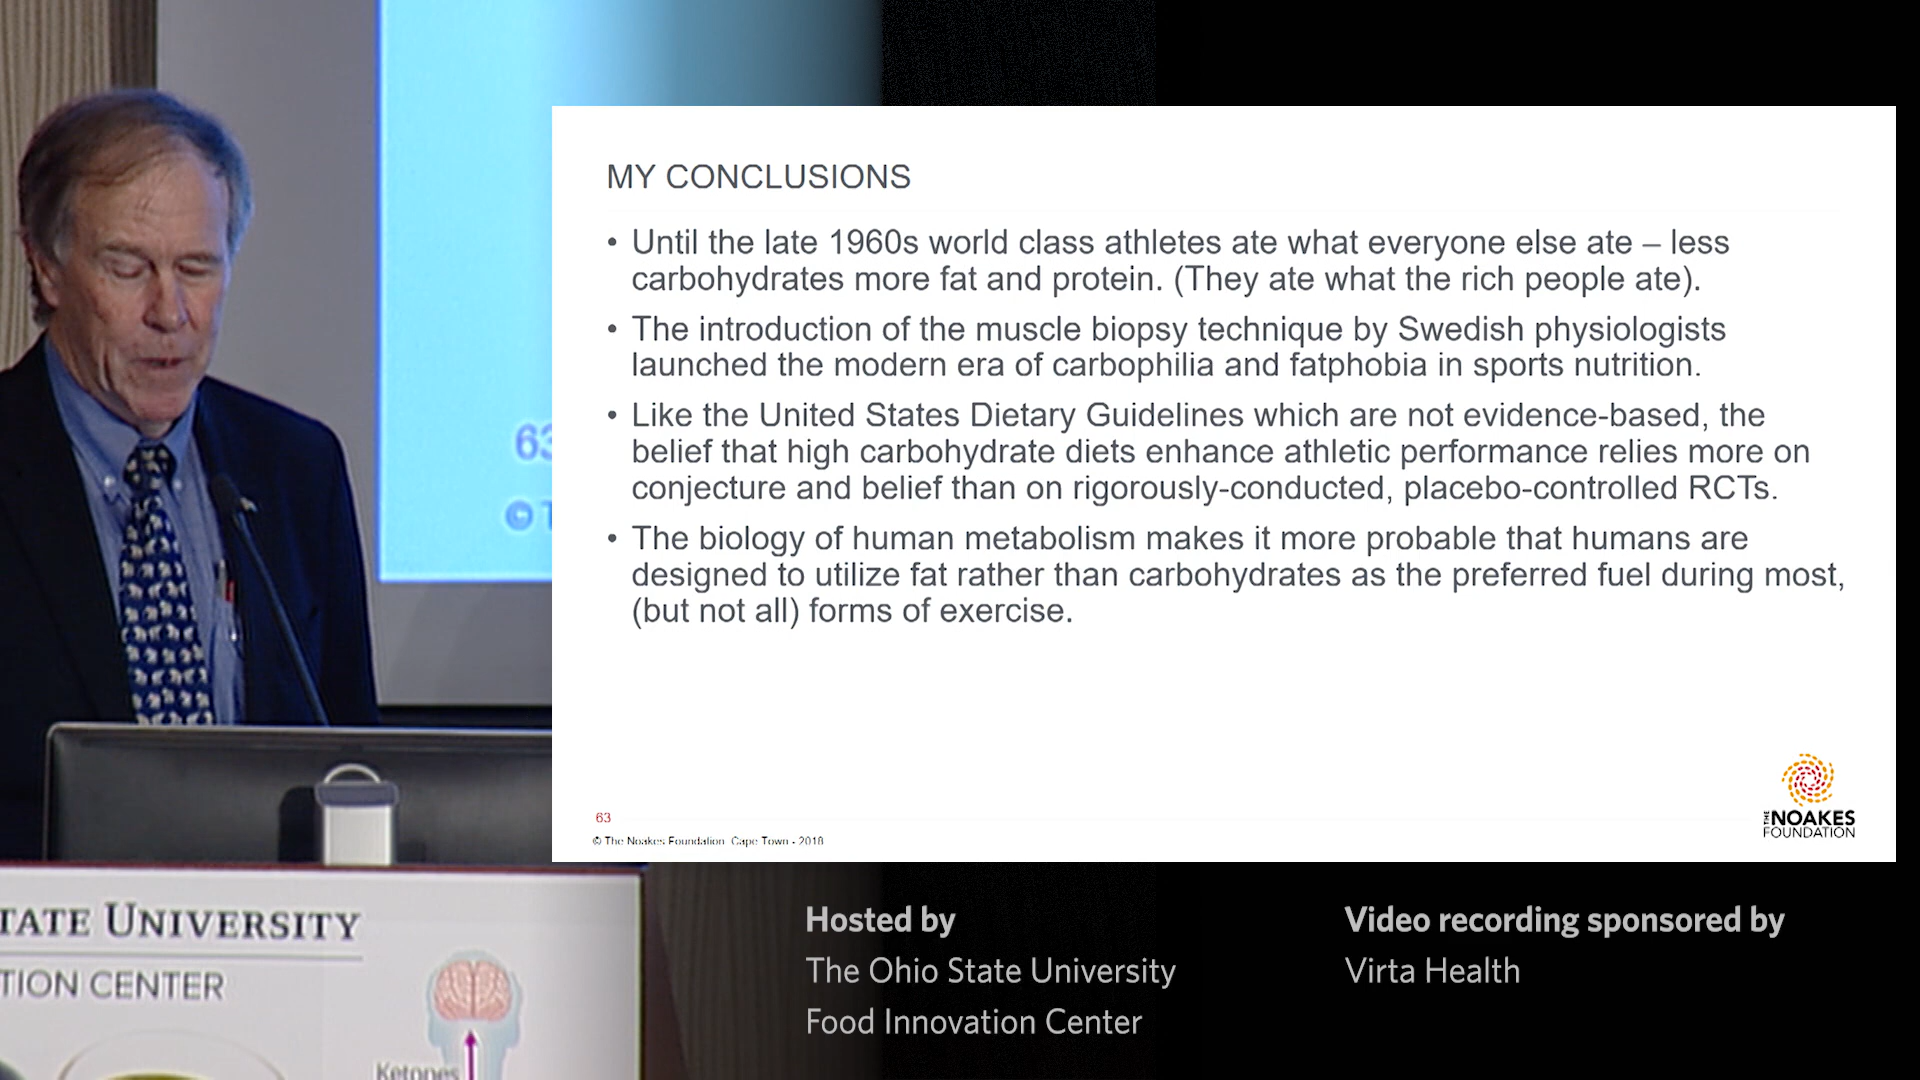 MY CONCLUSIONS
• Until the late 1960s world class athletes ate what everyone else ate – less
carbohydrates more fat and protein. (They ate what the rich people ate).
• The introduction of the muscle biopsy technique by Swedish physiologists
launched the modern era of carbophilia and fatphobia in sports nutrition.
• Like the United States Dietary Guidelines which are not evidence-based, the
belief that high carbohydrate diets enhance athletic performance relies more on
conjecture and belief than on rigorously-conducted, placebo-controlled RCTs.
• The biology of human metabolism makes it more probable that humans are
designed to utilize fat rather than carbohydrates as the preferred fuel during most,
(but not all) forms of exercise.
63
© The Noakes Foundation, Cape Town - 2018
THE NOAKES
FOUNDATION
63
© T
TATE UNIVERSITY
TION CENTER
Ketones
Hosted by
The Ohio State University
Food Innovation Center
Video recording sponsored by
Virta Health